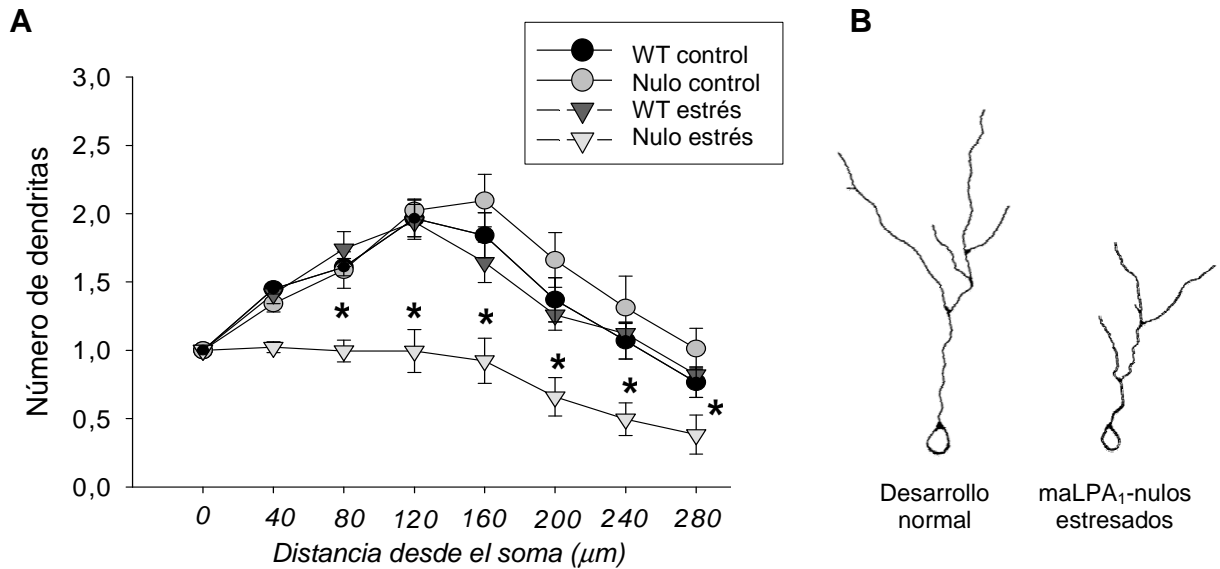 A
B
WT control
Nulo control
WT estrés
Nulo estrés
Número de dendritas
3,0
2,5
2,0
1,5
1,0
0,5
0,0
* * * * * *
0 40 80 120 160 200 240 280
Distancia desde el soma (μm)
Desarrollo
normal
maLPA₁-nulos
estresados